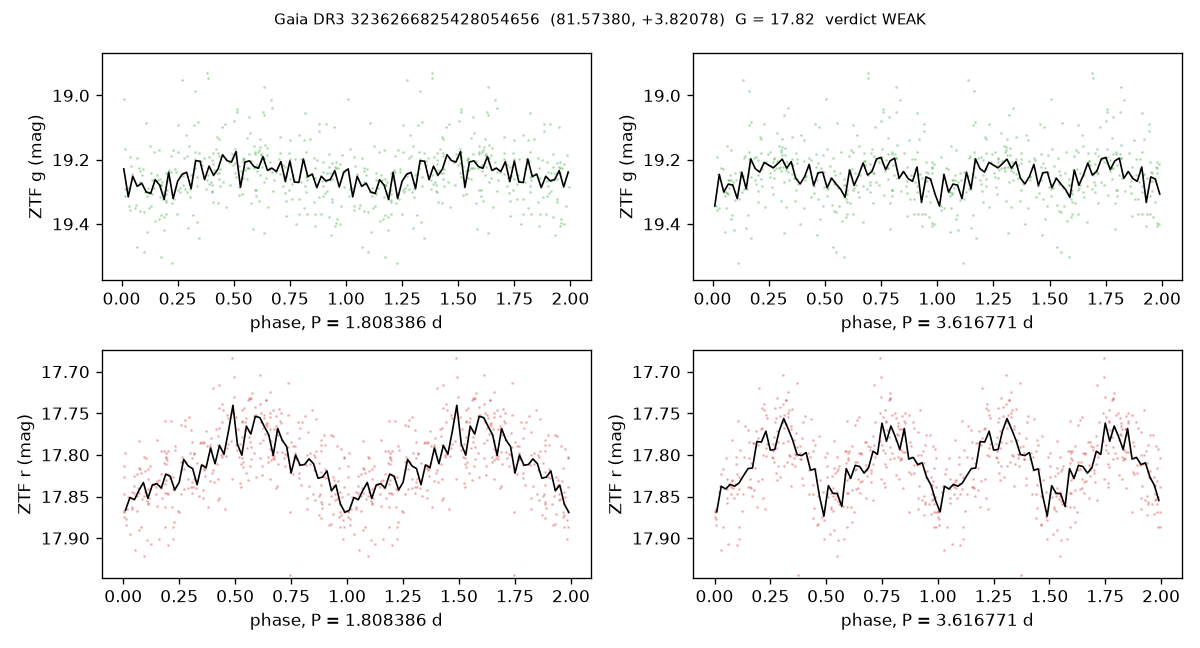 Gaia DR3 3236266825428054656 (81.57380, +3.82078) G = 17.82 verdict WEAK
ZTF g (mag)
19.0
19.2
19.4
0.00 0.25 0.50 0.75 1.00 1.25 1.50 1.75 2.00
phase, P = 1.808386 d
ZTF g (mag)
19.0
19.2
19.4
0.00 0.25 0.50 0.75 1.00 1.25 1.50 1.75 2.00
phase, P = 3.616771 d
ZTF r (mag)
17.70
17.75
17.80
17.85
17.90
0.00 0.25 0.50 0.75 1.00 1.25 1.50 1.75 2.00
phase, P = 1.808386 d
ZTF r (mag)
17.70
17.75
17.80
17.85
17.90
0.00 0.25 0.50 0.75 1.00 1.25 1.50 1.75 2.00
phase, P = 3.616771 d